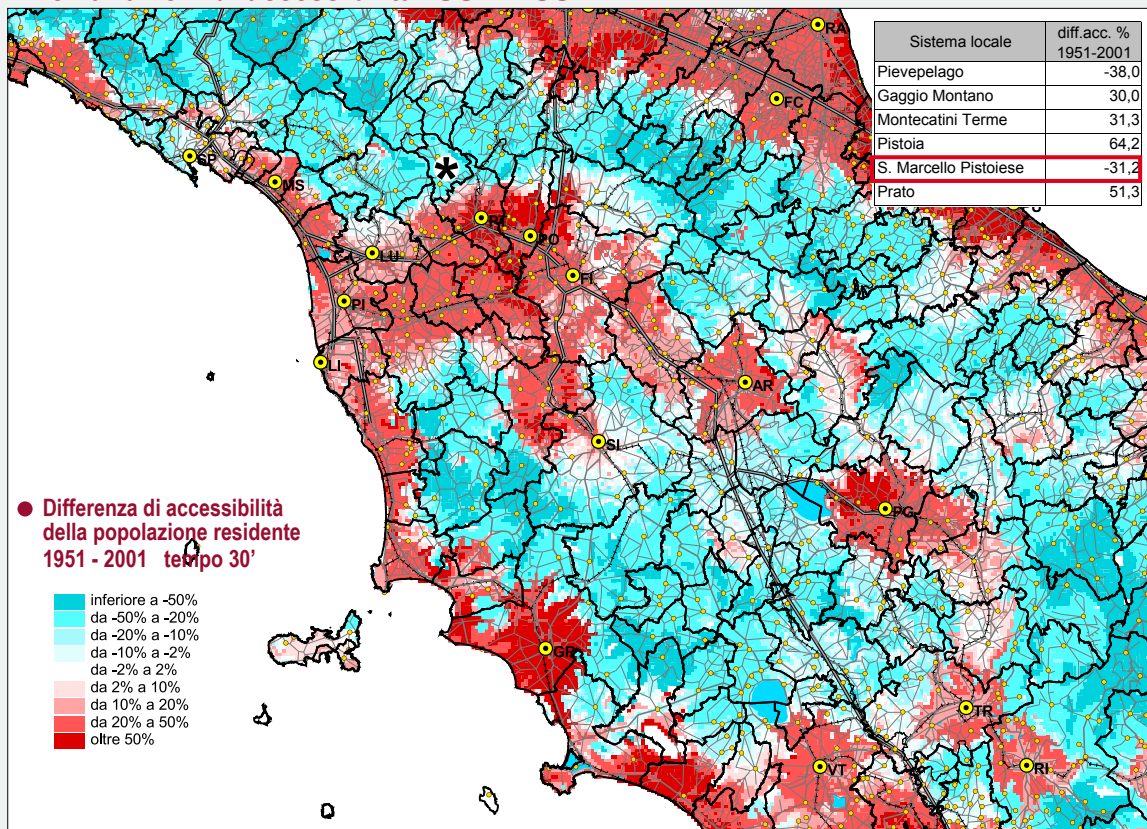 Sistema locale
diff.acc. %
1951-2001
Pievepelago -38,0
Gaggio Montano 30,0
Montecatini Terme 31,3
Pistoia 64,2
S. Marcello Pistoiese -31,2
Prato 51,3
RA
FC
SP
MS
*
PT
PO
LU
FI
PI
LI
AR
SI
PG
GR
TR
VT
RI
● Differenza di accessibilità
della popolazione residente
1951 - 2001 tempo 30'
inferiore a -50%
da -50% a -20%
da -20% a -10%
da -10% a -2%
da -2% a 2%
da 2% a 10%
da 10% a 20%
da 20% a 50%
oltre 50%